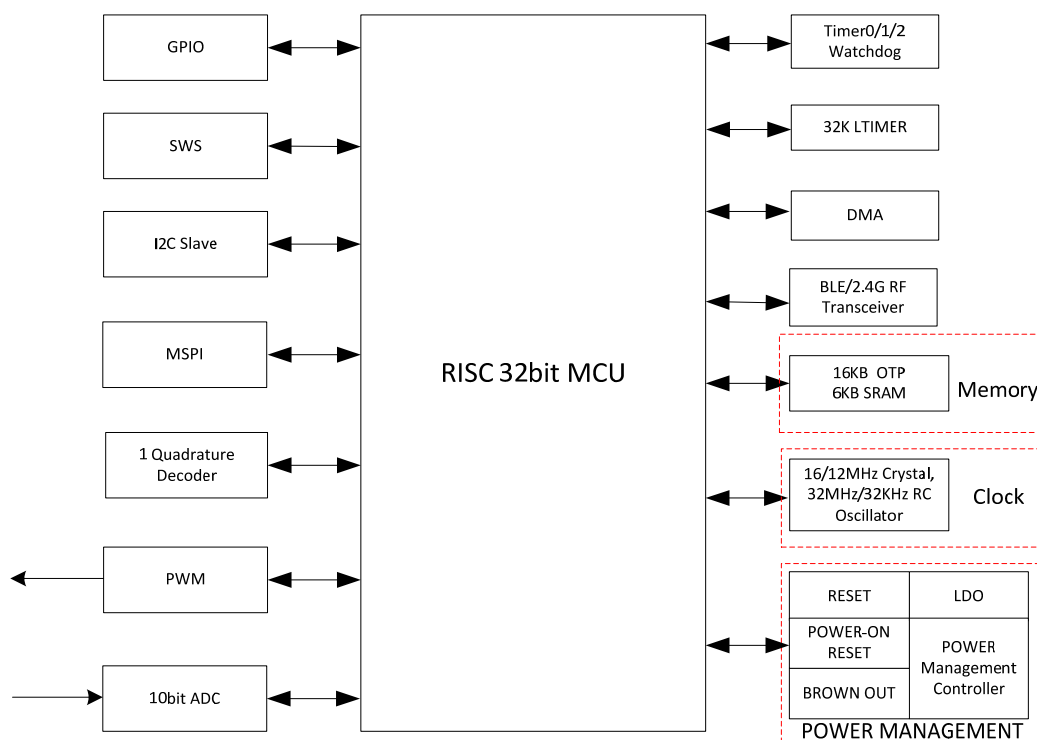 GPIO
SWS
I2C Slave
MSPI
1 Quadrature
Decoder
PWM
10bit ADC
RISC 32bit MCU
Timer0/1/2
Watchdog
32K LTIMER
DMA
BLE/2.4G RF
Transceiver
16KB OTP
6KB SRAM
Memory
16/12MHz Crystal,
32MHz/32KHz RC
Oscillator
Clock
RESET
LDO
POWER-ON
RESET
BROWN OUT
POWER
Management
Controller
POWER MANAGEMENT